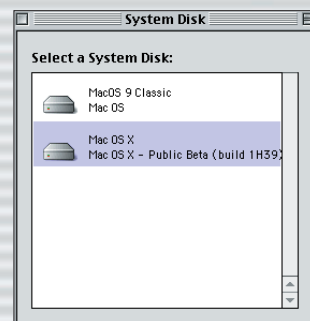 System Disk
Select a System Disk:
MacOS 9 Classic
Mac OS
Mac OS X
Mac OS X - Public Beta (build 1H39)